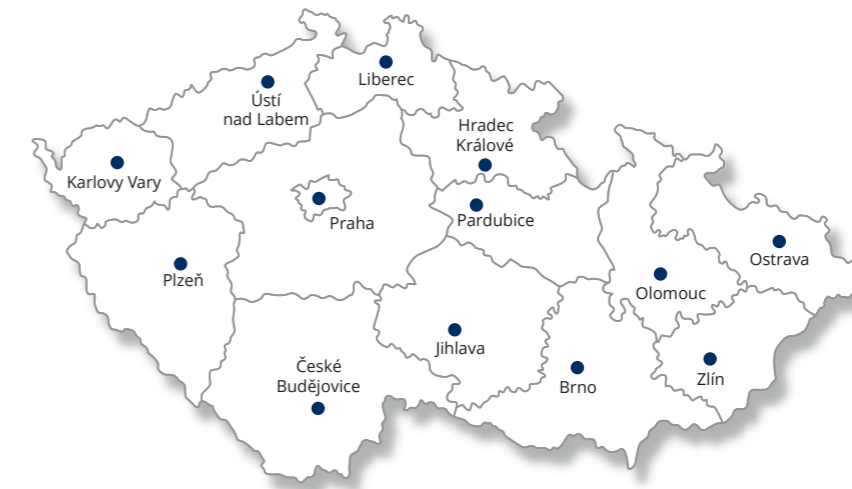 Liberec
Ústí
nad Labem
Hradec
Králové
Karlovy Vary
Praha
Pardubice
Ostrava
Plzeň
Olomouc
Jihlava
České
Budějovice
Zlín
Brno